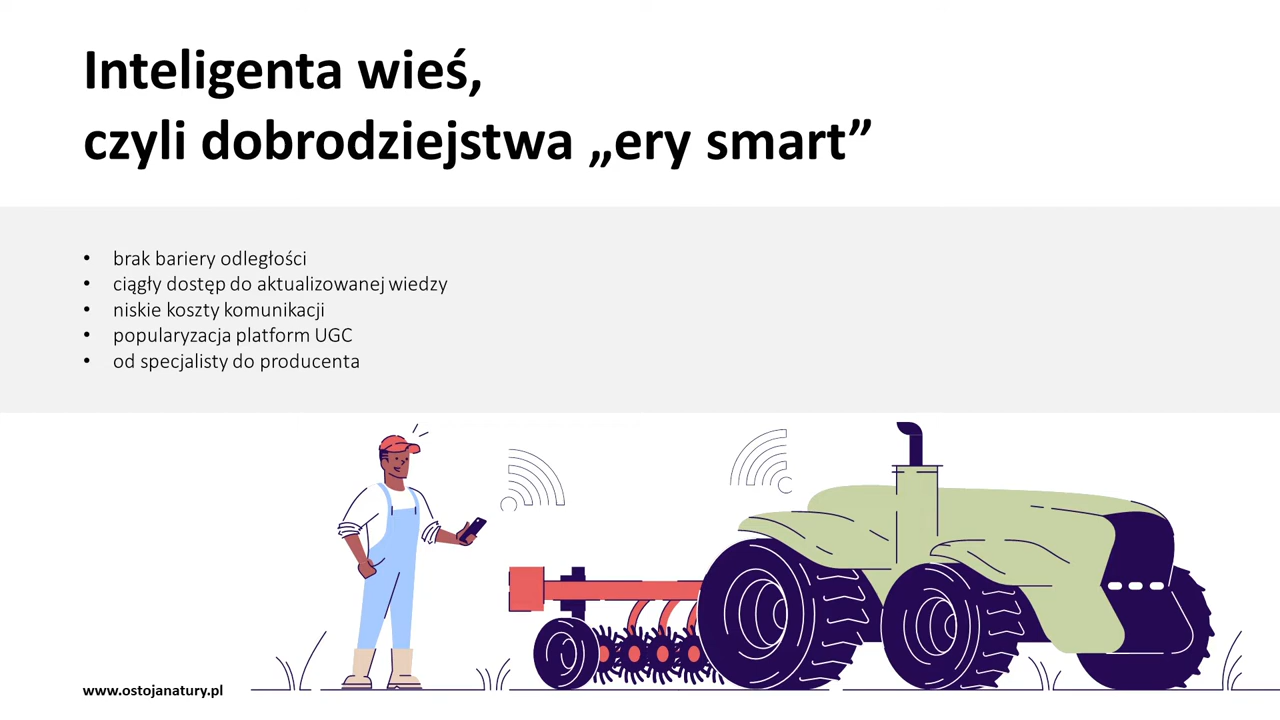 Inteligenta wieś,
czyli dobrodziejstwa „ery smart”
• brak bariery odległości
• ciągły dostęp do aktualizowanej wiedzy
• niskie koszty komunikacji
• popularyzacja platform UGC
• od specjalisty do producenta
www.ostojanatury.pl